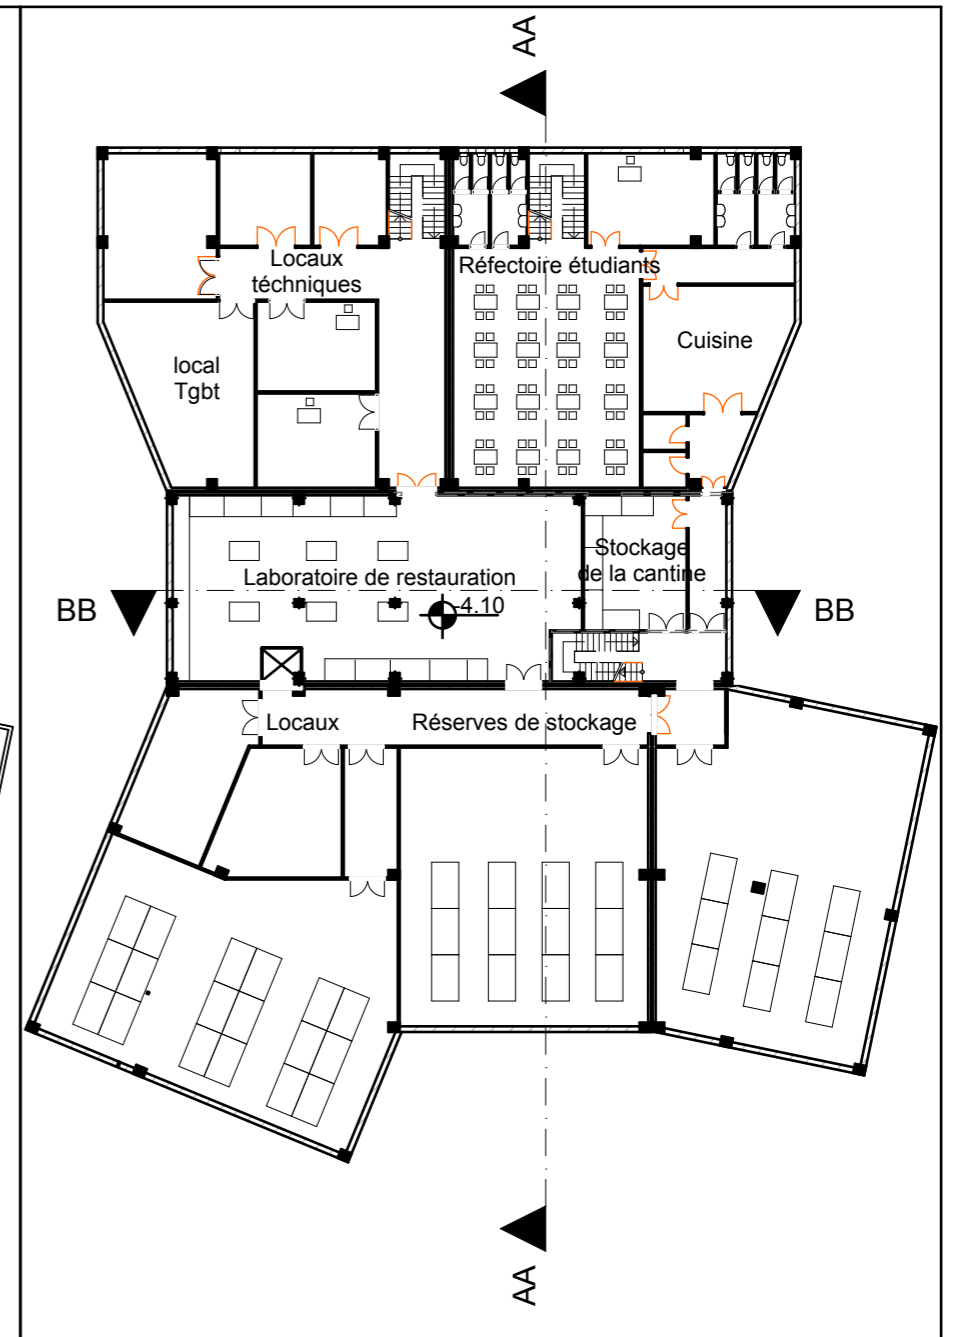 AA
Locaux
téchniques
Réfectoire étudiants
Cuisine
local
Tgbt
Stockage
de la cantine
Laboratoire de restauration
-4.10
BB
BB
Locaux
Réserves de stockage
AA